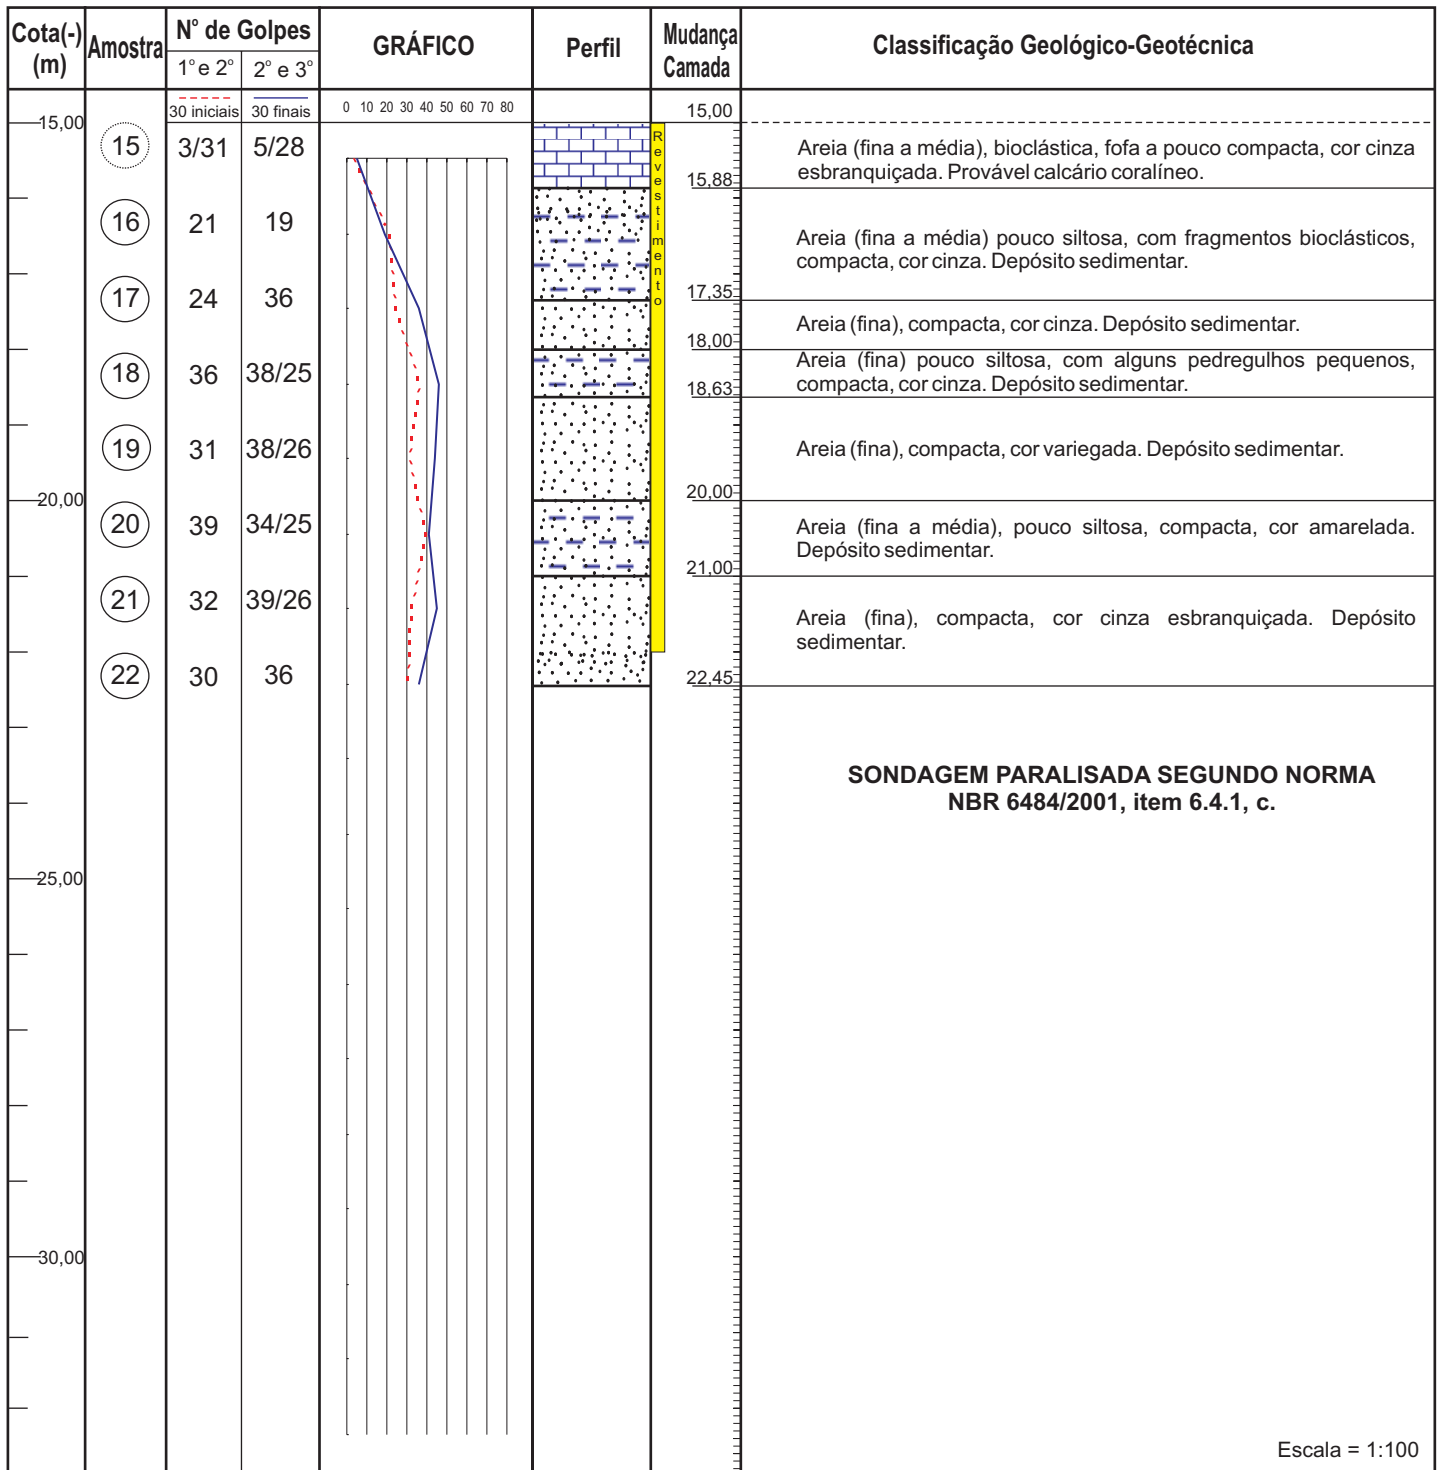 Cota(-)
(m)
Amostra
N° de Golpes
1° e 2°
2° e 3°
GRÁFICO
Perfil
Mudança
Camada
Classificação Geológico-Geotécnica
30 iniciais
30 finais
0 10 20 30 40 50 60 70 80
15,00
15,00
Revestimento
15 3/31 5/28
Areia (fina a média), bioclástica, fofa a pouco compacta, cor cinza
esbranquiçada. Provável calcário coralíneo.
15,88
16 21 19
Areia (fina a média) pouco siltosa, com fragmentos bioclásticos,
compacta, cor cinza. Depósito sedimentar.
17,35
17 24 36
Areia (fina), compacta, cor cinza. Depósito sedimentar.
18,00
18 36 38/25
Areia (fina) pouco siltosa, com alguns pedregulhos pequenos,
compacta, cor cinza. Depósito sedimentar.
18,63
19 31 38/26
Areia (fina), compacta, cor variegada. Depósito sedimentar.
20,00
20,00
20 39 34/25
Areia (fina a média), pouco siltosa, compacta, cor amarelada.
Depósito sedimentar.
21,00
21 32 39/26
Areia (fina), compacta, cor cinza esbranquiçada. Depósito
sedimentar.
22 30 36
22,45
SONDAGEM PARALISADA SEGUNDO NORMA
NBR 6484/2001, item 6.4.1, c.
25,00
30,00
Escala = 1:100